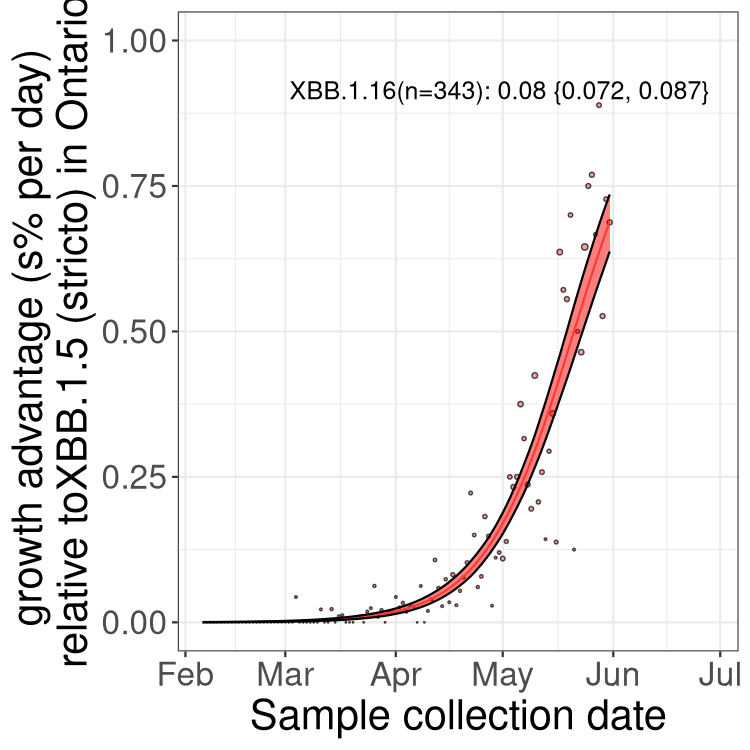 growth advantage (s% per day)
relative toXBB.1.5 (stricto) in Ontario
1.00
0.75
0.50
0.25
0.00
XBB.1.16(n=343): 0.08 {0.072, 0.087}
Feb Mar Apr May Jun Jul
Sample collection date